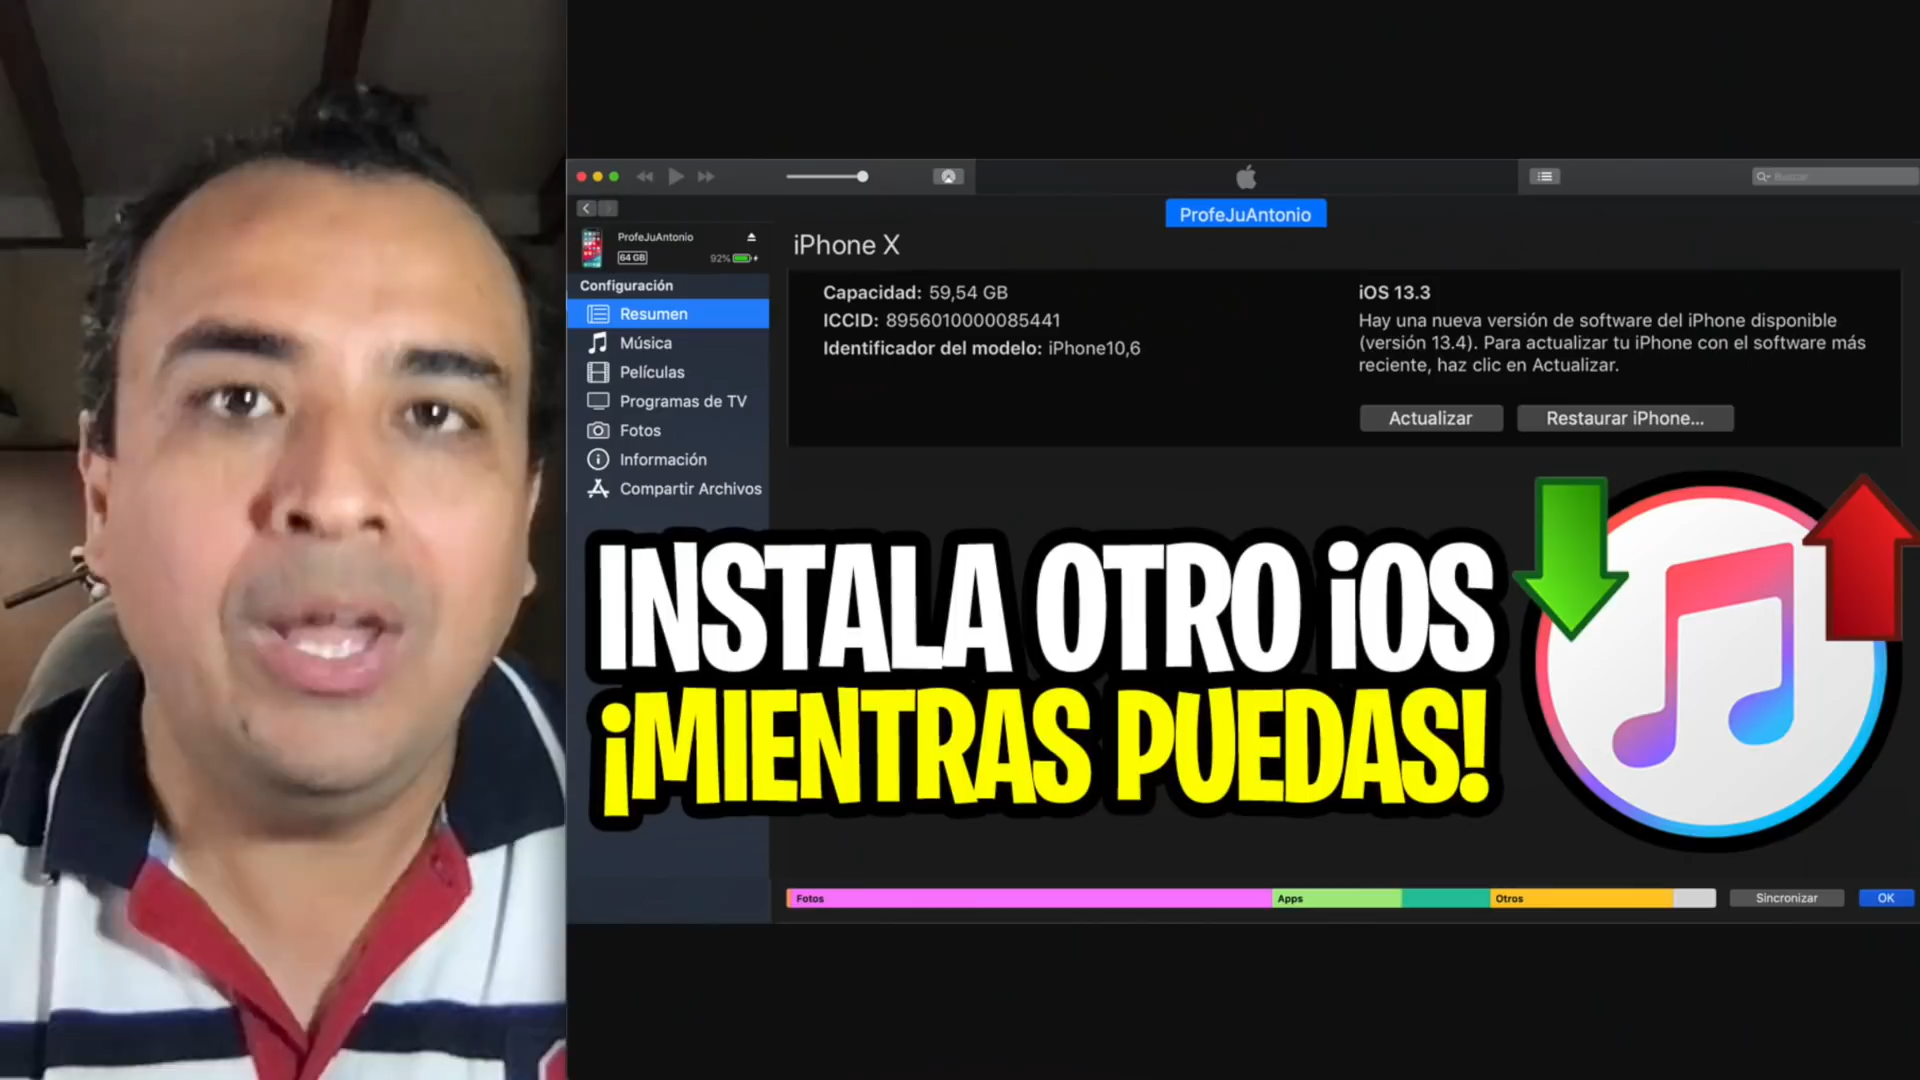 ProfeJuAntonio
ProfeJuAntonio
64 GB
92%
Configuración
Resumen
Música
Películas
Programas de TV
Fotos
Información
Compartir Archivos
iPhone X
Capacidad: 59,54 GB
ICCID: 8956010000085441
Identificador del modelo: iPhone10,6
iOS 13.3
Hay una nueva versión de software del iPhone disponible
(versión 13.4). Para actualizar tu iPhone con el software más
reciente, haz clic en Actualizar.
Actualizar
Restaurar iPhone...
Buscar
INSTALA OTRO iOS
¡MIENTRAS PUEDAS!
Fotos
Apps
Otros
Sincronizar
OK